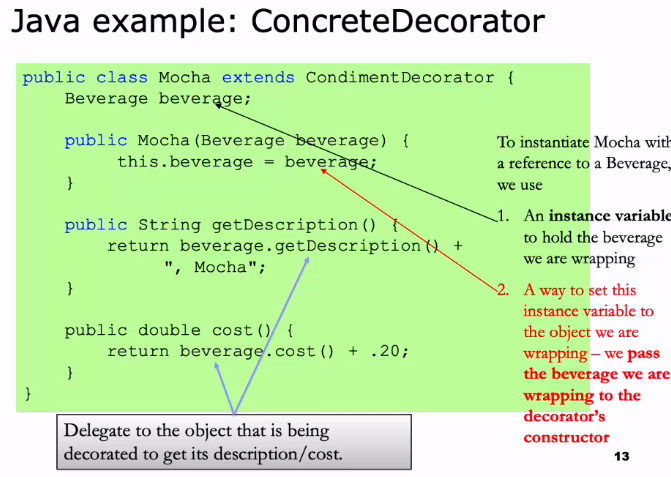 Java example: ConcreteDecorator
public class Mocha extends CondimentDecorator {
Beverage beverage;
public Mocha(Beverage beverage) {
this.beverage = beverage;
}
public String getDescription() {
return beverage.getDescription() +
", Mocha";
}
public double cost() {
return beverage.cost() + .20;
}
}
To instantiate Mocha with
a reference to a Beverage,
we use
1. An instance variable
to hold the beverage
we are wrapping
2. A way to set this
instance variable to
the object we are
wrapping – we pass
the beverage we are
wrapping to the
decorator's
constructor
Delegate to the object that is being
decorated to get its description/cost.
13